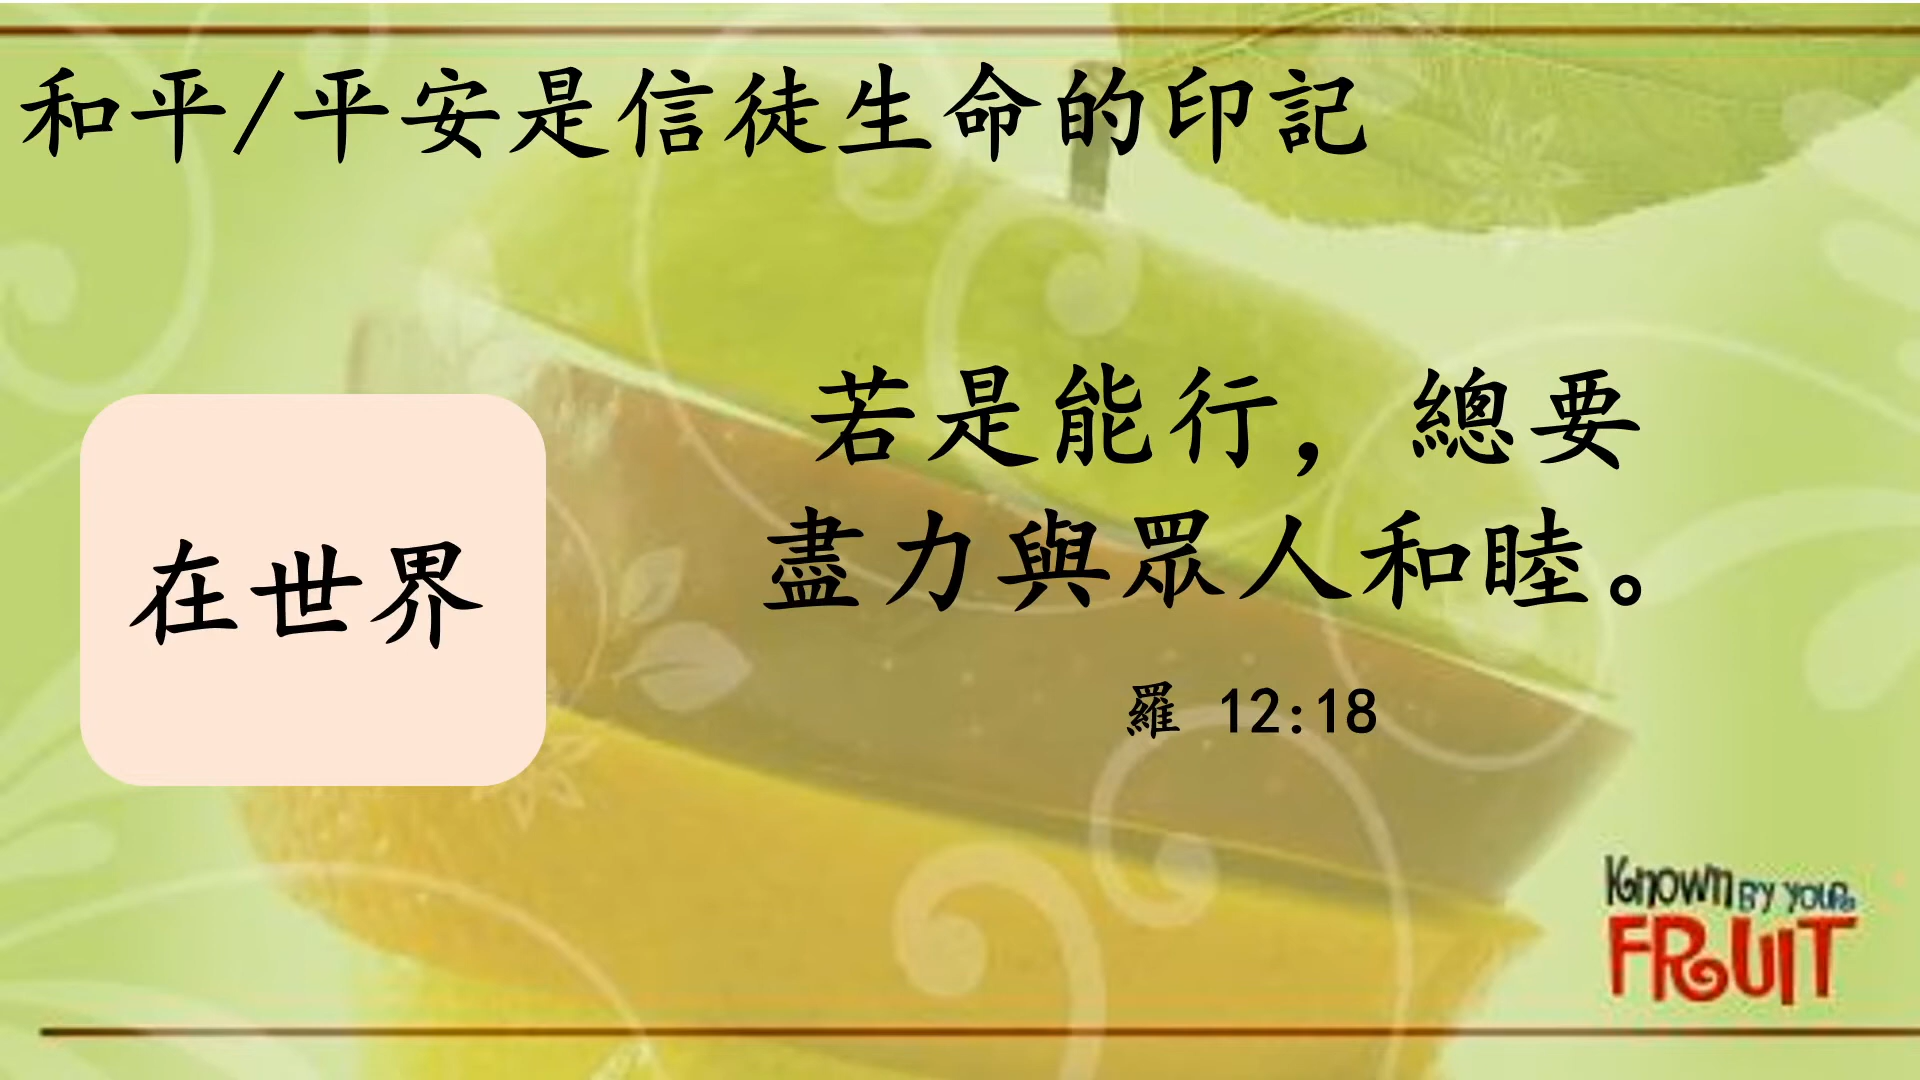 和平/平安是信徒生命的印記
在世界
若是能行，總要
盡力與眾人和睦。
羅 12:18
Known BY YOUR
FRUIT